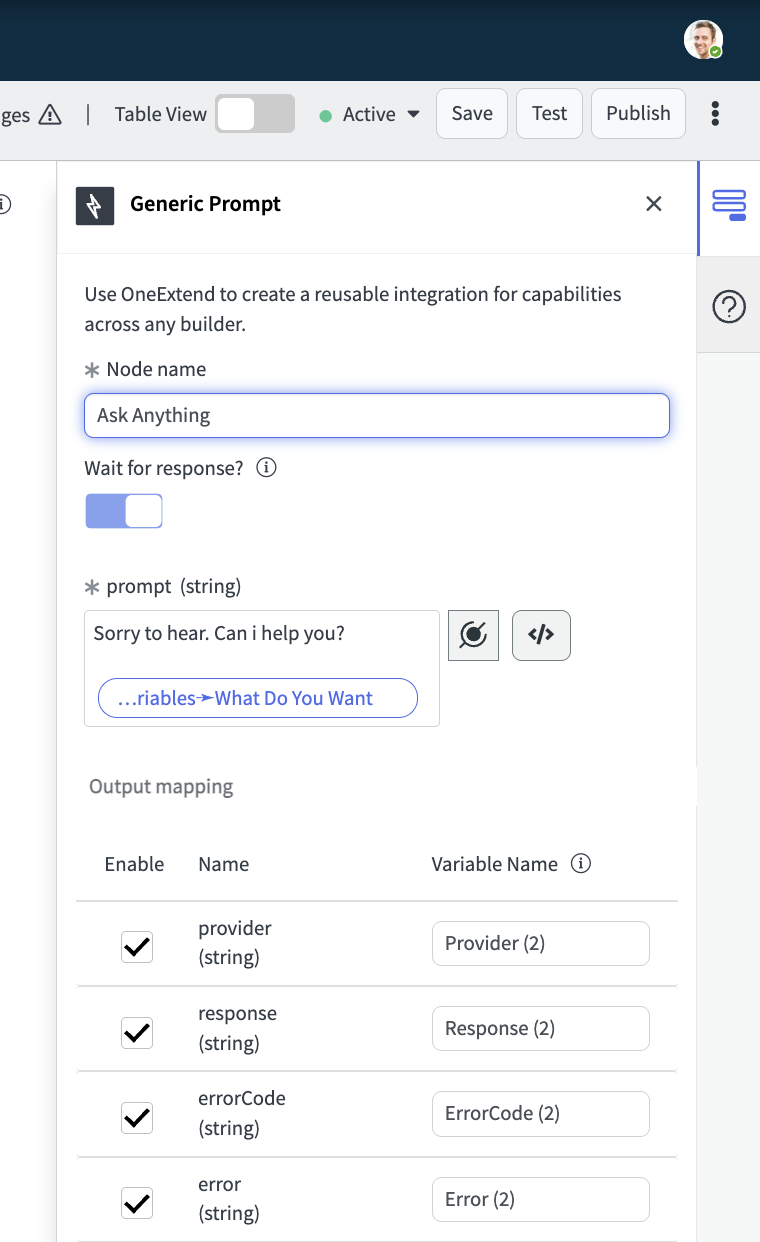 ges | Table View Active Save Test Publish
Generic Prompt
Use OneExtend to create a reusable integration for capabilities
across any builder.
* Node name
Ask Anything
Wait for response?
* prompt (string)
Sorry to hear. Can i help you?
...riables→What Do You Want
Output mapping
Enable Name Variable Name
provider
(string)
Provider (2)
response
(string)
Response (2)
errorCode
(string)
ErrorCode (2)
error
(string)
Error (2)